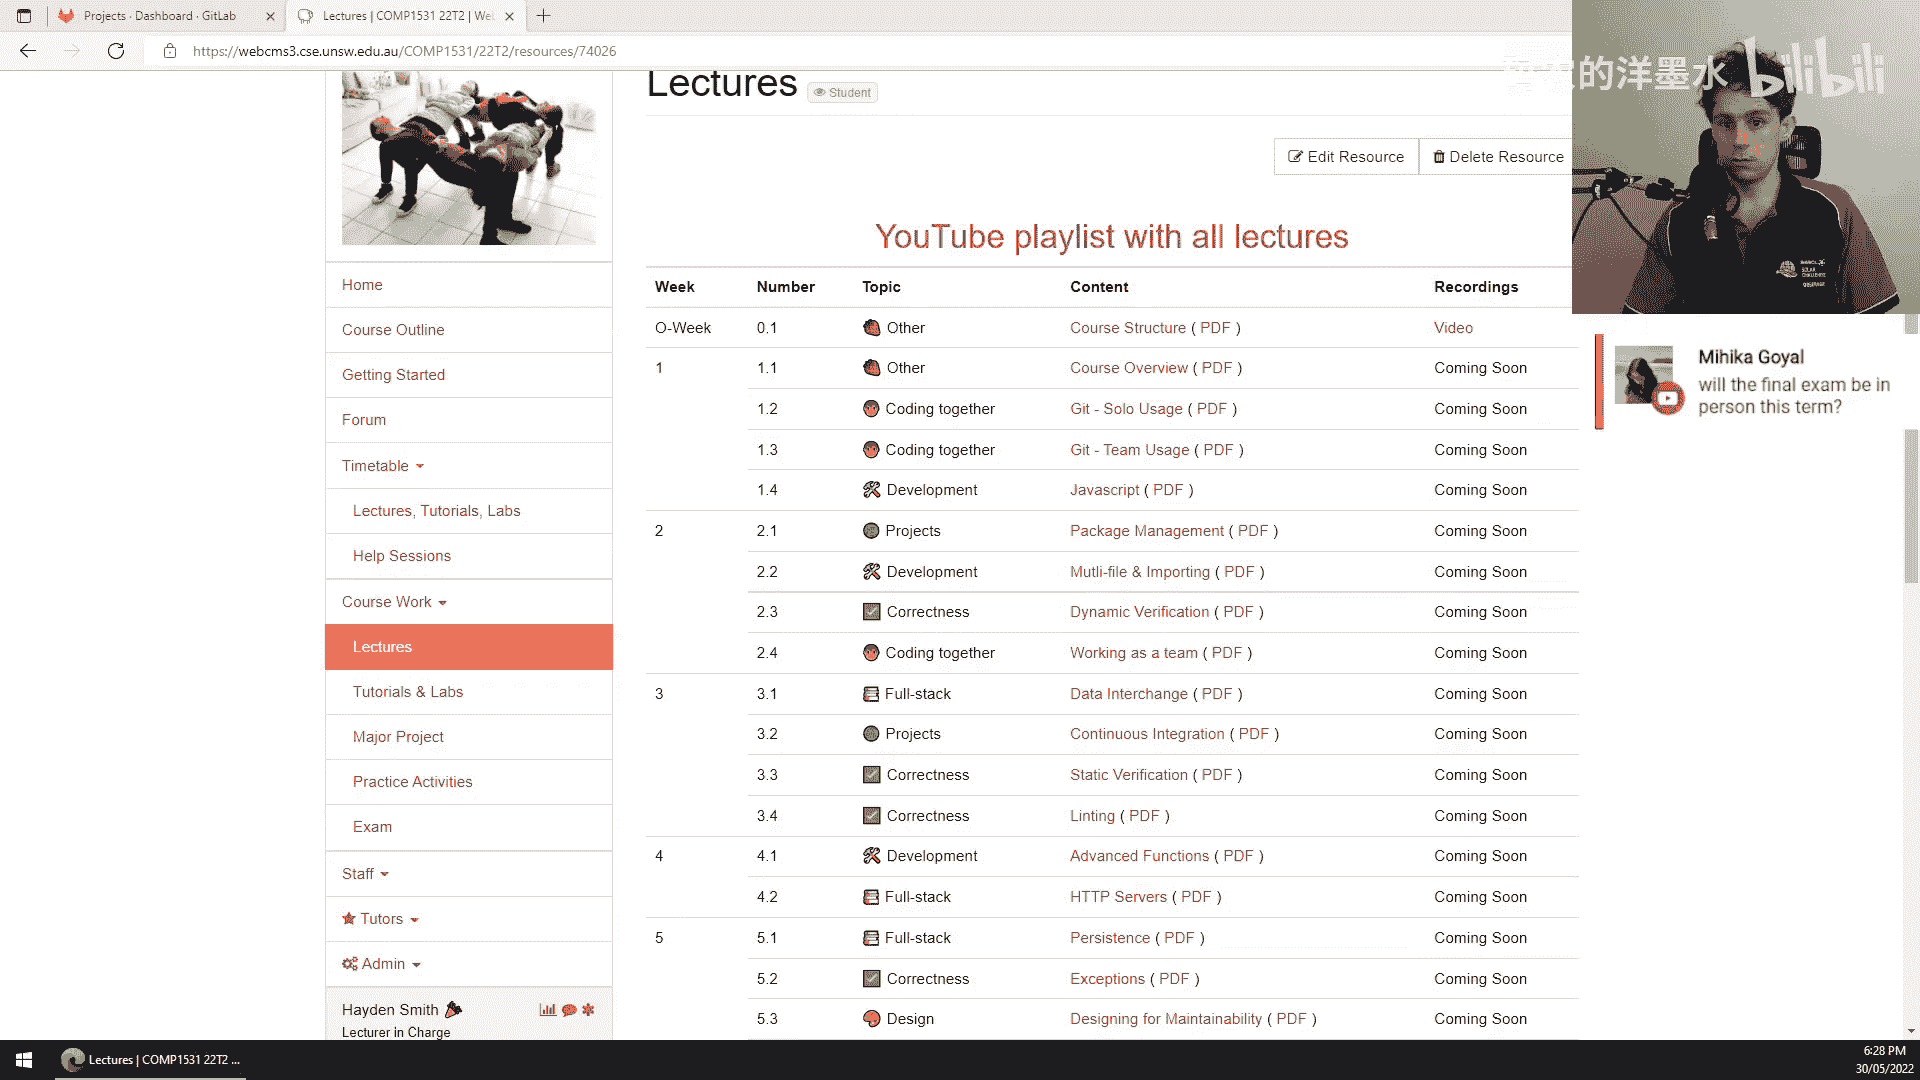 Projects · Dashboard · GitLab
Lectures | COMP1531 22T2 | We
https://webcms3.cse.unsw.edu.au/COMP1531/22T2/resources/74026
的洋墨水 bilibili
Lectures Student
Edit Resource Delete Resource
YouTube playlist with all lectures
Week Number Topic Content Recordings
O-Week 0.1 Other Course Structure ( PDF ) Video
1 1.1 Other Course Overview ( PDF ) Coming Soon
1.2 Coding together Git - Solo Usage ( PDF ) Coming Soon
1.3 Coding together Git - Team Usage ( PDF ) Coming Soon
1.4 Development Javascript ( PDF ) Coming Soon
2 2.1 Projects Package Management ( PDF ) Coming Soon
2.2 Development Mutli-file & Importing ( PDF ) Coming Soon
2.3 Correctness Dynamic Verification ( PDF ) Coming Soon
2.4 Coding together Working as a team ( PDF ) Coming Soon
3 3.1 Full-stack Data Interchange ( PDF ) Coming Soon
3.2 Projects Continuous Integration ( PDF ) Coming Soon
3.3 Correctness Static Verification ( PDF ) Coming Soon
3.4 Correctness Linting ( PDF ) Coming Soon
4 4.1 Development Advanced Functions ( PDF ) Coming Soon
4.2 Full-stack HTTP Servers ( PDF ) Coming Soon
5 5.1 Full-stack Persistence ( PDF ) Coming Soon
5.2 Correctness Exceptions ( PDF ) Coming Soon
5.3 Design Designing for Maintainability ( PDF ) Coming Soon
Home
Course Outline
Getting Started
Forum
Timetable
Lectures, Tutorials, Labs
Help Sessions
Course Work
Lectures
Tutorials & Labs
Major Project
Practice Activities
Exam
Staff
Tutors
Admin
Hayden Smith
Lecturer in Charge
Mihika Goyal
will the final exam be in
person this term?
SOLAR
CHALLENGE
Lectures | COMP1531 22T2 ...
6:28 PM
30/05/2022